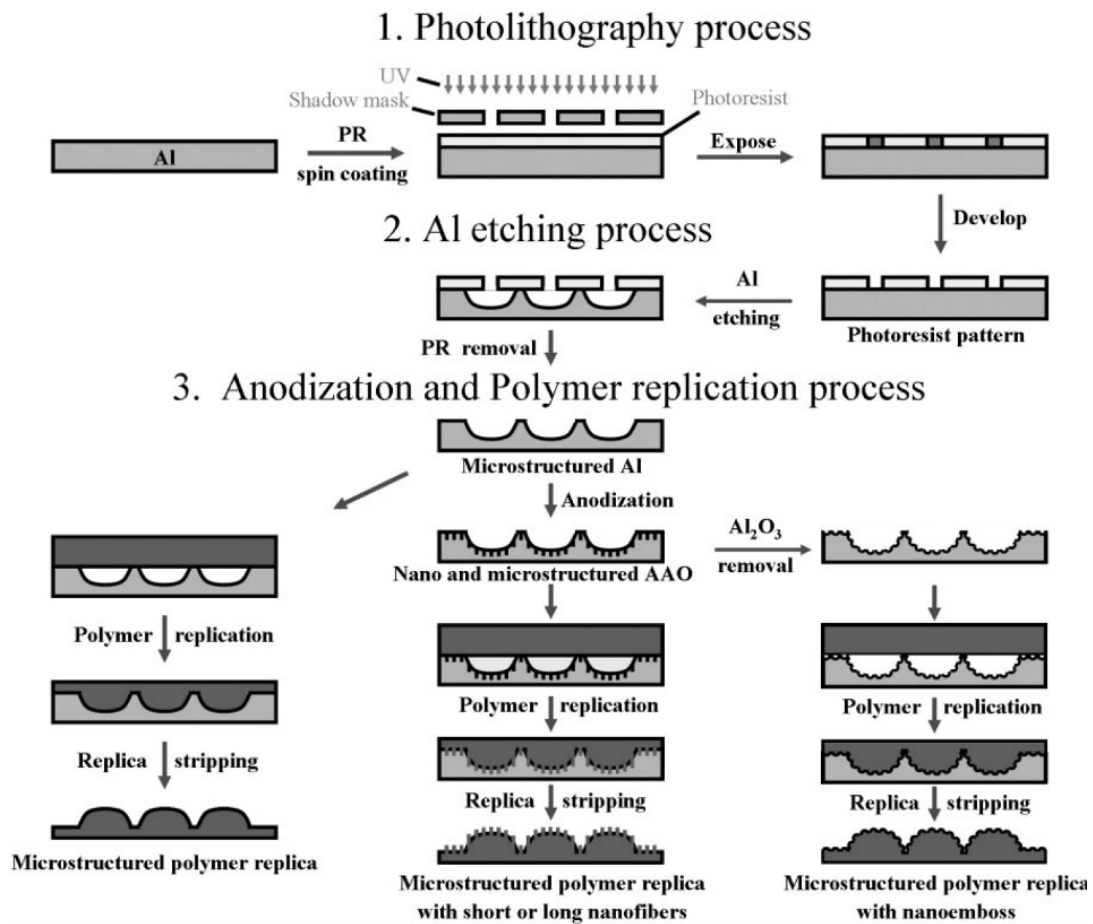 1. Photolithography process
UV
Shadow mask
Photoresist
Al
PR
spin coating
Expose
Develop
2. Al etching process
Al
etching
Photoresist pattern
PR removal
3. Anodization and Polymer replication process
Microstructured Al
Anodization
Al₂O₃
removal
Nano and microstructured AAO
Polymer replication
Polymer replication
Polymer replication
Replica stripping
Replica stripping
Replica stripping
Microstructured polymer replica
Microstructured polymer replica
with short or long nanofibers
Microstructured polymer replica
with nanoemboss